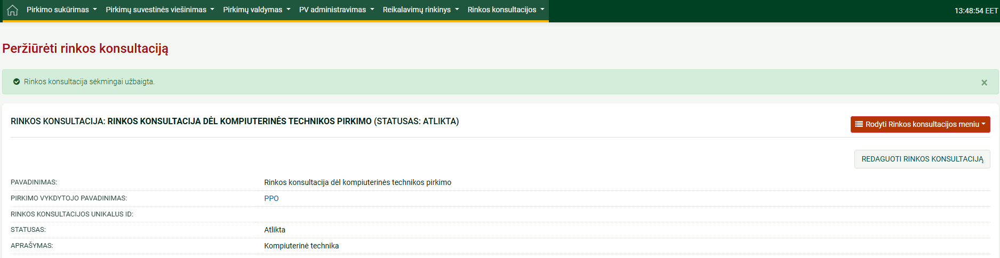 Pirkimo sukūrimas Pirkimų suvestinės viešinimas Pirkimų valdymas PV administravimas Reikalavimų rinkinys Rinkos konsultacijos 13:48:54 EET
Peržiūrėti rinkos konsultaciją
Rinkos konsultacija sėkmingai užbaigta. ×
RINKOS KONSULTACIJA: RINKOS KONSULTACIJA DĖL KOMPIUTERINĖS TECHNIKOS PIRKIMO (STATUSAS: ATLIKTA)
Rodyti Rinkos konsultacijos meniu
REDAGUOTI RINKOS KONSULTACIJĄ
PAVADINIMAS: Rinkos konsultacija dėl kompiuterinės technikos pirkimo
PIRKIMO VYKDYTOJO PAVADINIMAS: PPO
RINKOS KONSULTACIJOS UNIKALUS ID:
STATUSAS: Atlikta
APRAŠYMAS: Kompiuterinė technika